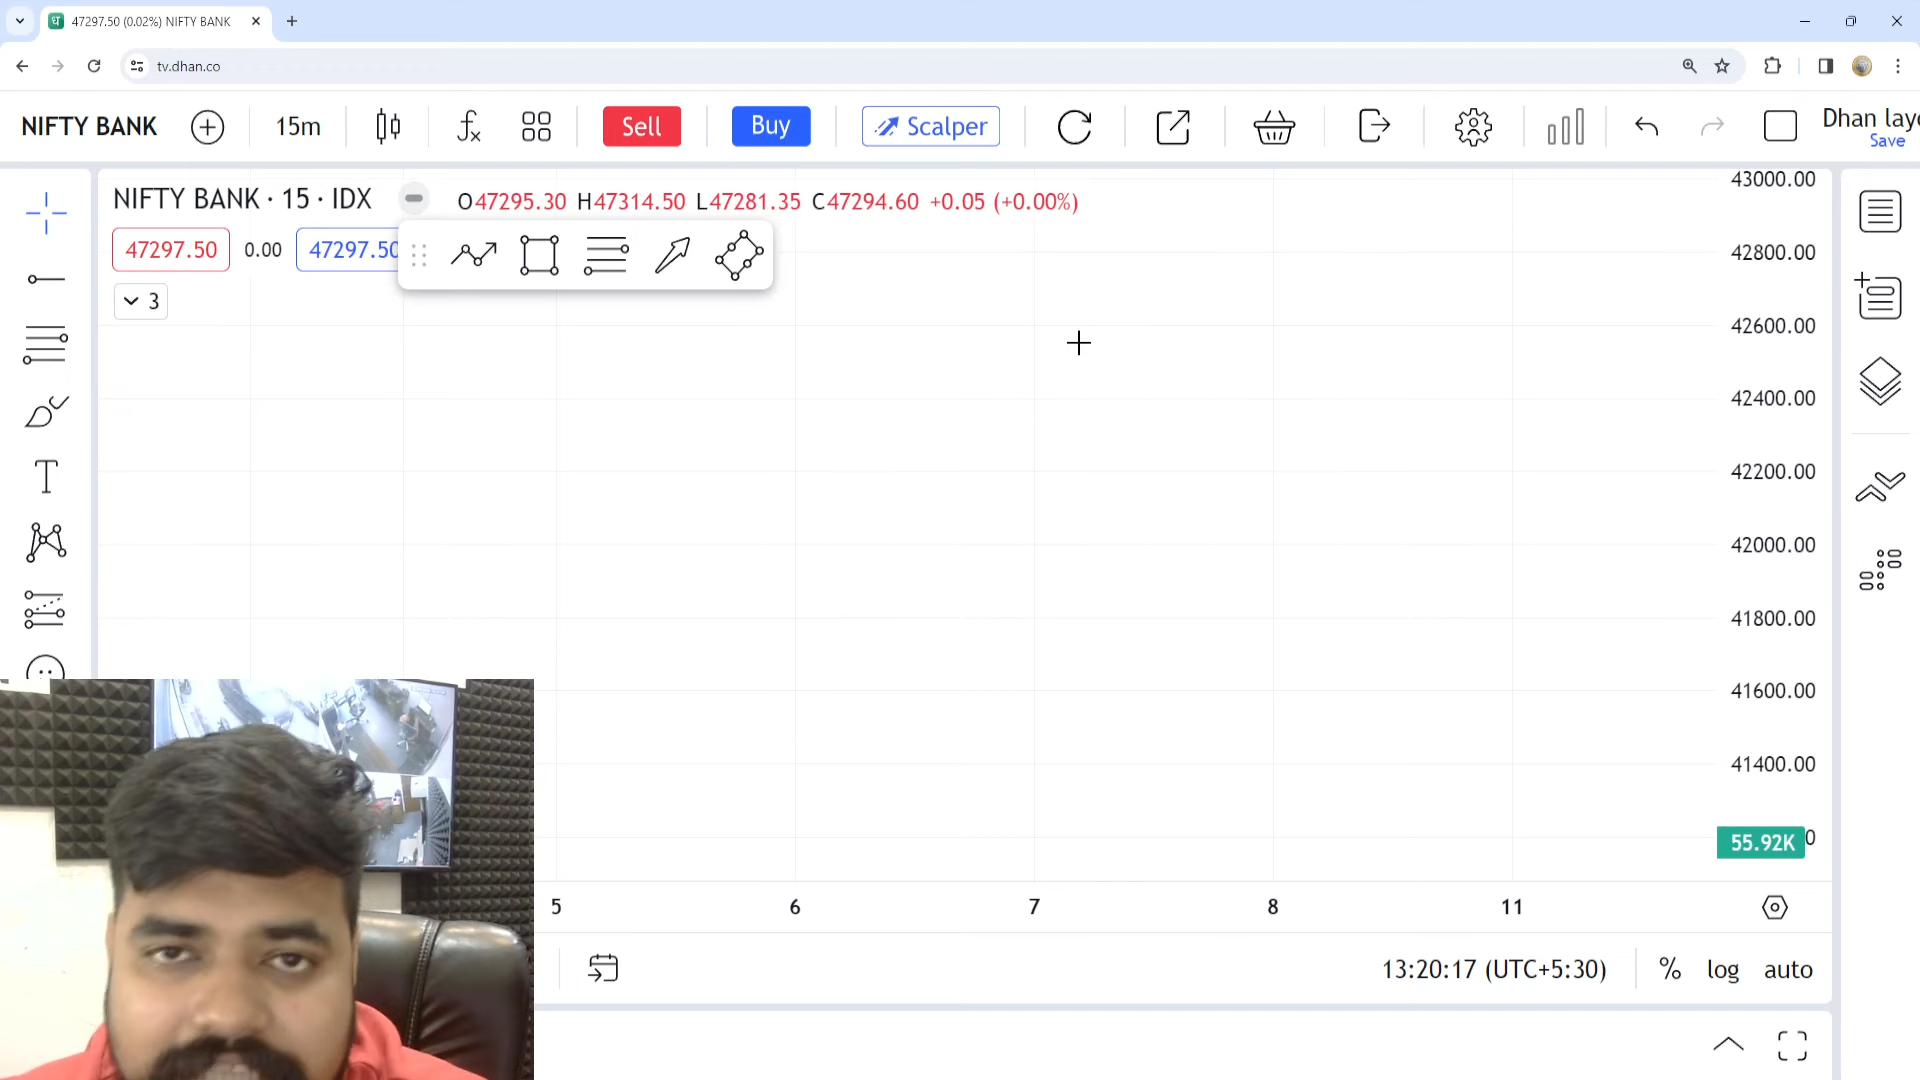 47297.50 (0.02%) NIFTY BANK
tv.dhan.co
NIFTY BANK 15m Sell Buy Scalper Dhan layo
Save
NIFTY BANK · 15 · IDX O47295.30 H47314.50 L47281.35 C47294.60 +0.05 (+0.00%)
47297.50 0.00 47297.50
3
43000.00
42800.00
42600.00
42400.00
42200.00
42000.00
41800.00
41600.00
41400.00
55.92K 0
5 6 7 8 11
13:20:17 (UTC+5:30) % log auto